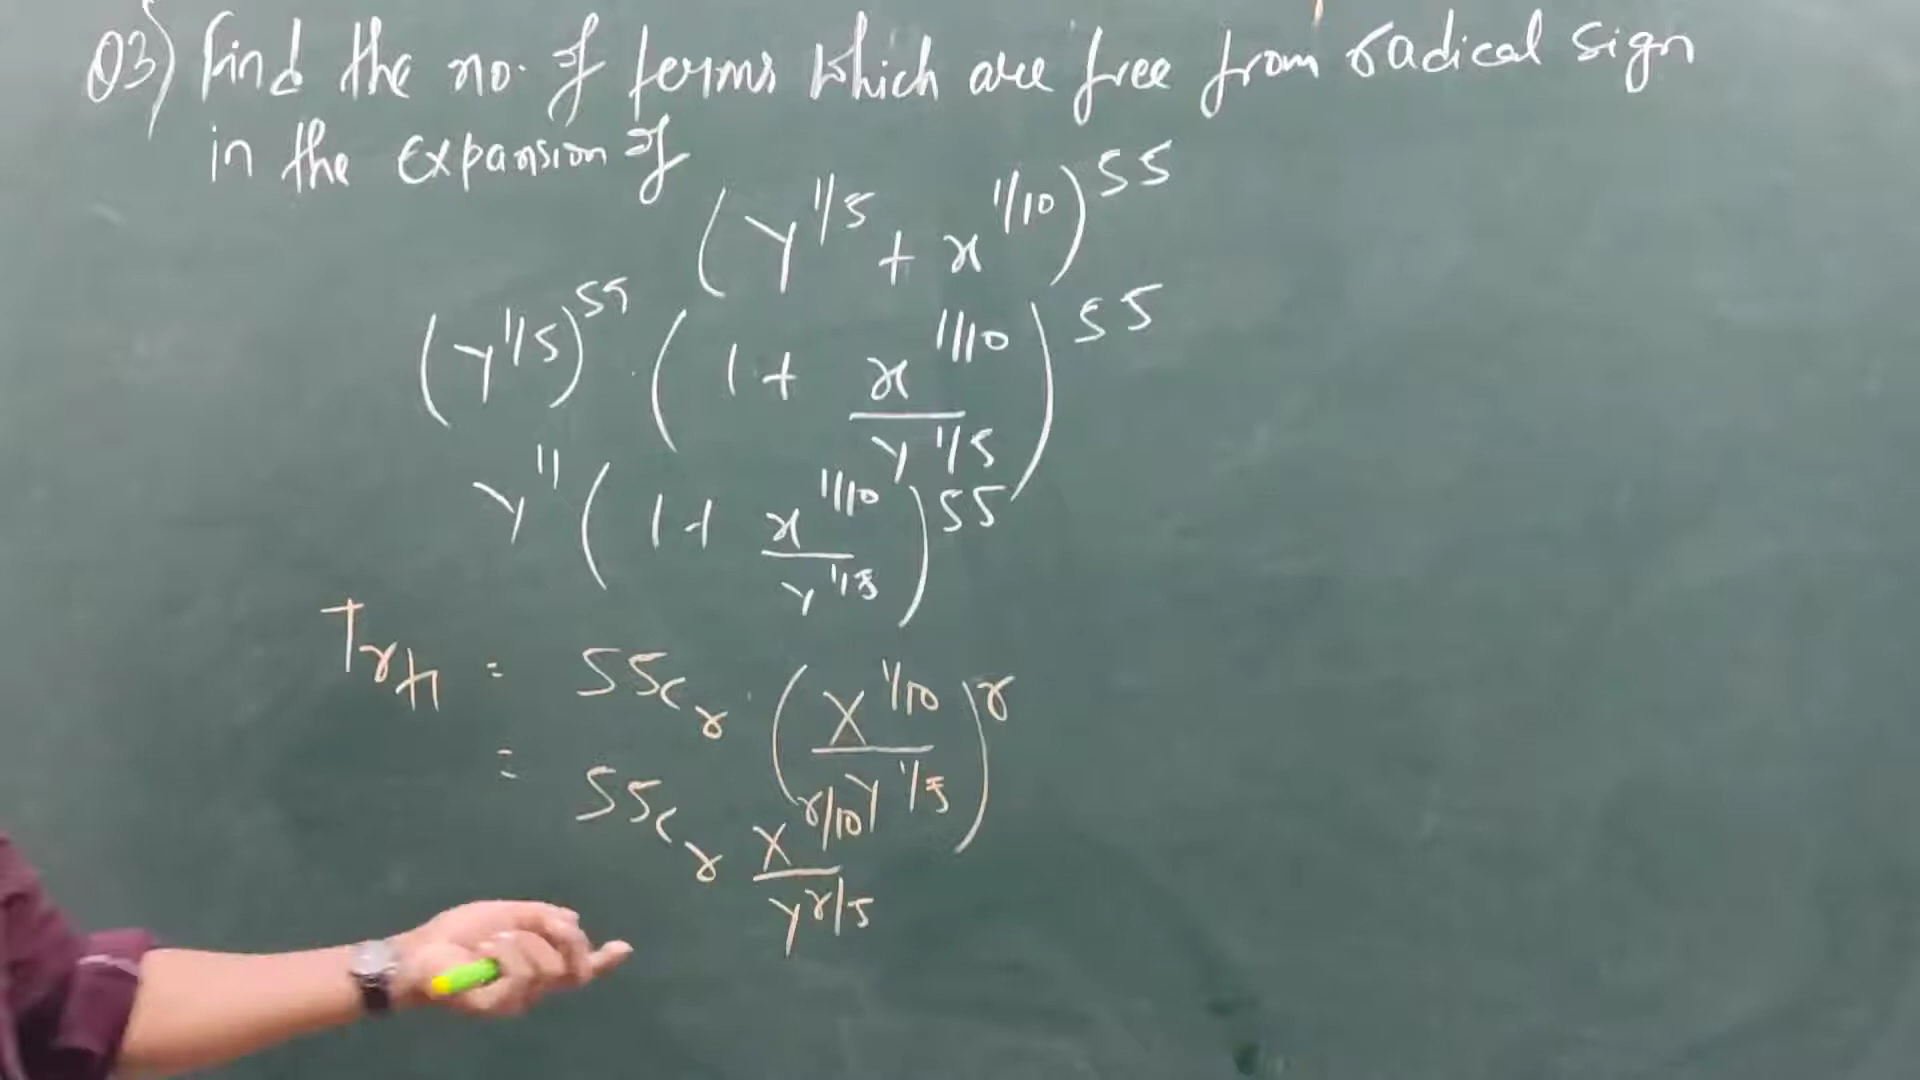 Q3) Find the no. of terms which are free from radical sign
in the expansion of
(y^1/5 + x^1/10)^55
(y^1/5)^55 . (1 + x^1/10 / y^1/5)^55
y^11 (1 + x^1/10 / y^1/5)^55
T_r+1 = 55c_r . (x^1/10 / y^1/5)^r
= 55c_r x^r/10 / y^r/5